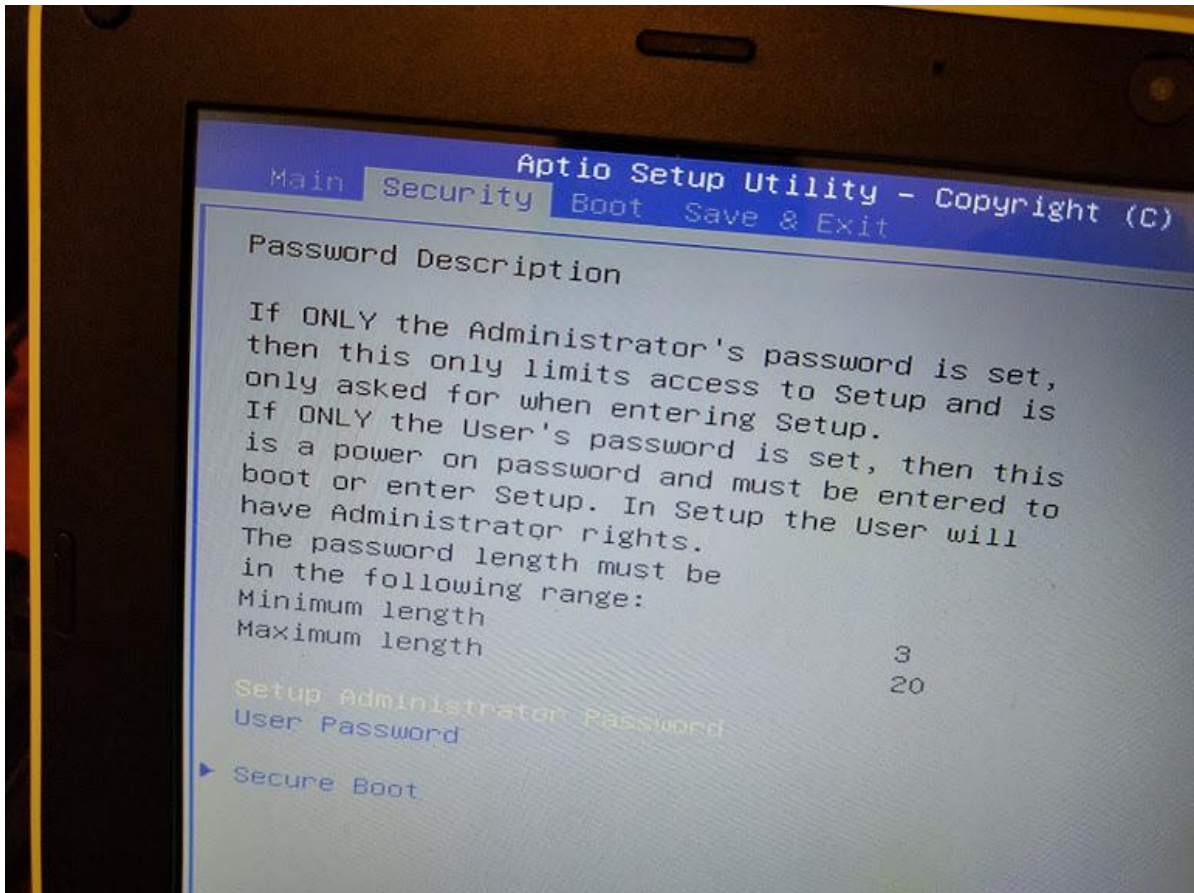 Aptio Setup Utility – Copyright (C)
Main Security Boot Save & Exit
Password Description
If ONLY the Administrator's password is set,
then this only limits access to Setup and is
only asked for when entering Setup.
If ONLY the User's password is set, then this
is a power on password and must be entered to
boot or enter Setup. In Setup the User will
have Administrator rights.
The password length must be
in the following range:
Minimum length 3
Maximum length 20
Setup Administrator Password
User Password
Secure Boot